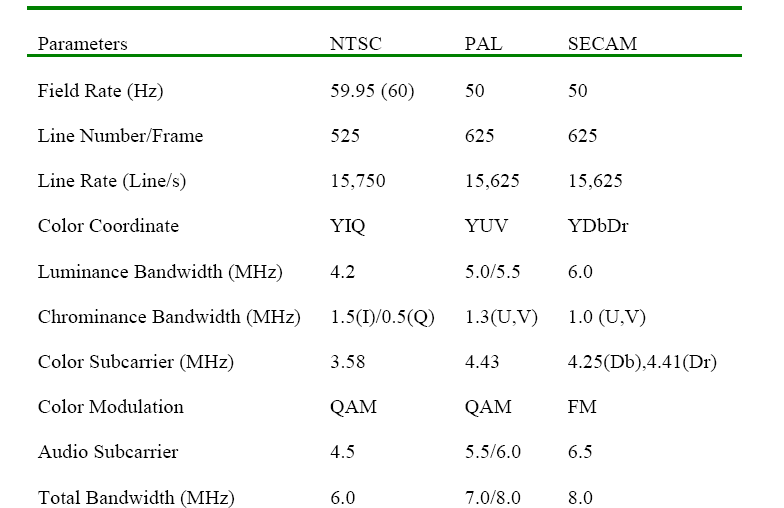 Parameters NTSC PAL SECAM
Field Rate (Hz) 59.95 (60) 50 50
Line Number/Frame 525 625 625
Line Rate (Line/s) 15,750 15,625 15,625
Color Coordinate YIQ YUV YDbDr
Luminance Bandwidth (MHz) 4.2 5.0/5.5 6.0
Chrominance Bandwidth (MHz) 1.5(I)/0.5(Q) 1.3(U,V) 1.0 (U,V)
Color Subcarrier (MHz) 3.58 4.43 4.25(Db),4.41(Dr)
Color Modulation QAM QAM FM
Audio Subcarrier 4.5 5.5/6.0 6.5
Total Bandwidth (MHz) 6.0 7.0/8.0 8.0